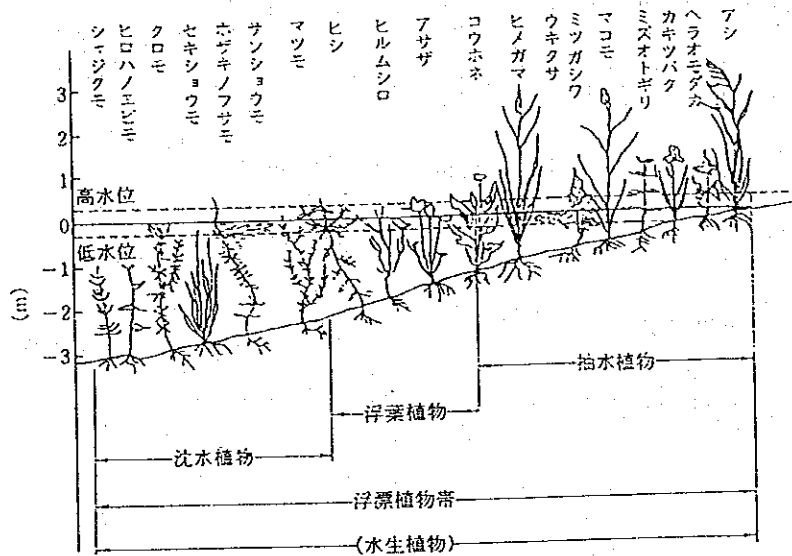 シャジクモ
ヒロハノエビモ
クロモ
セキショウモ
ホザキノフサモ
サンショウモ
マツモ
ヒシ
ヒルムシロ
アサザ
コウホネ
ヒメガマ
ウキクサ
ミツガシワ
マコモ
ミズオトギリ
カキツバタ
ヘラオモダカ
アシ
3
2
1
高水位
0
低水位
-1
-2
-3
(m)
抽水植物
浮葉植物
沈水植物
浮漂植物帯
(水生植物)